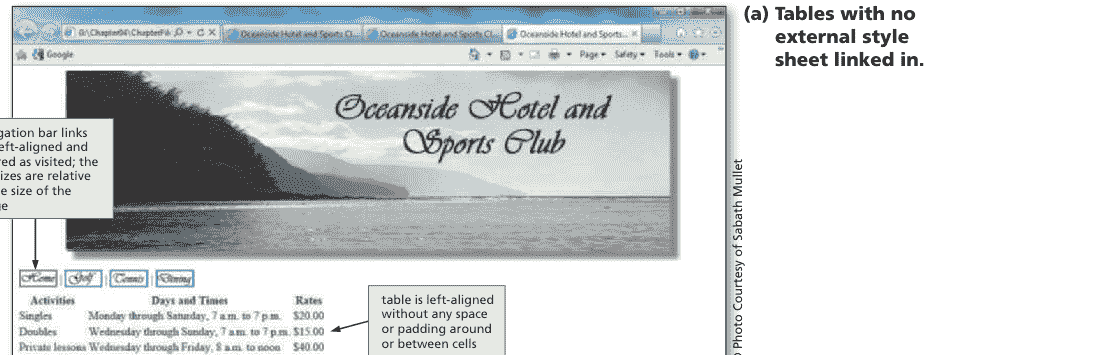 (a) Tables with no
external style
sheet linked in.
G:\Chapter04\ChapterFil
Oceanside Hotel and Sports Cl...
Oceanside Hotel and Sports Cl...
Oceanside Hotel and Sports...
Google
Page
Safety
Tools
Oceanside Hotel and
Sports Club
gation bar links
eft-aligned and
red as visited; the
izes are relative
e size of the
ge
Home | Golf | Tennis | Dining
Activities Days and Times Rates
Singles Monday through Saturday, 7 a.m. to 7 p.m. $20.00
Doubles Wednesday through Sunday, 7 a.m. to 7 p.m. $15.00
Private lessons Wednesday through Friday, 8 a.m. to noon $40.00
table is left-aligned
without any space
or padding around
or between cells
Photo Courtesy of Sabath Mullet